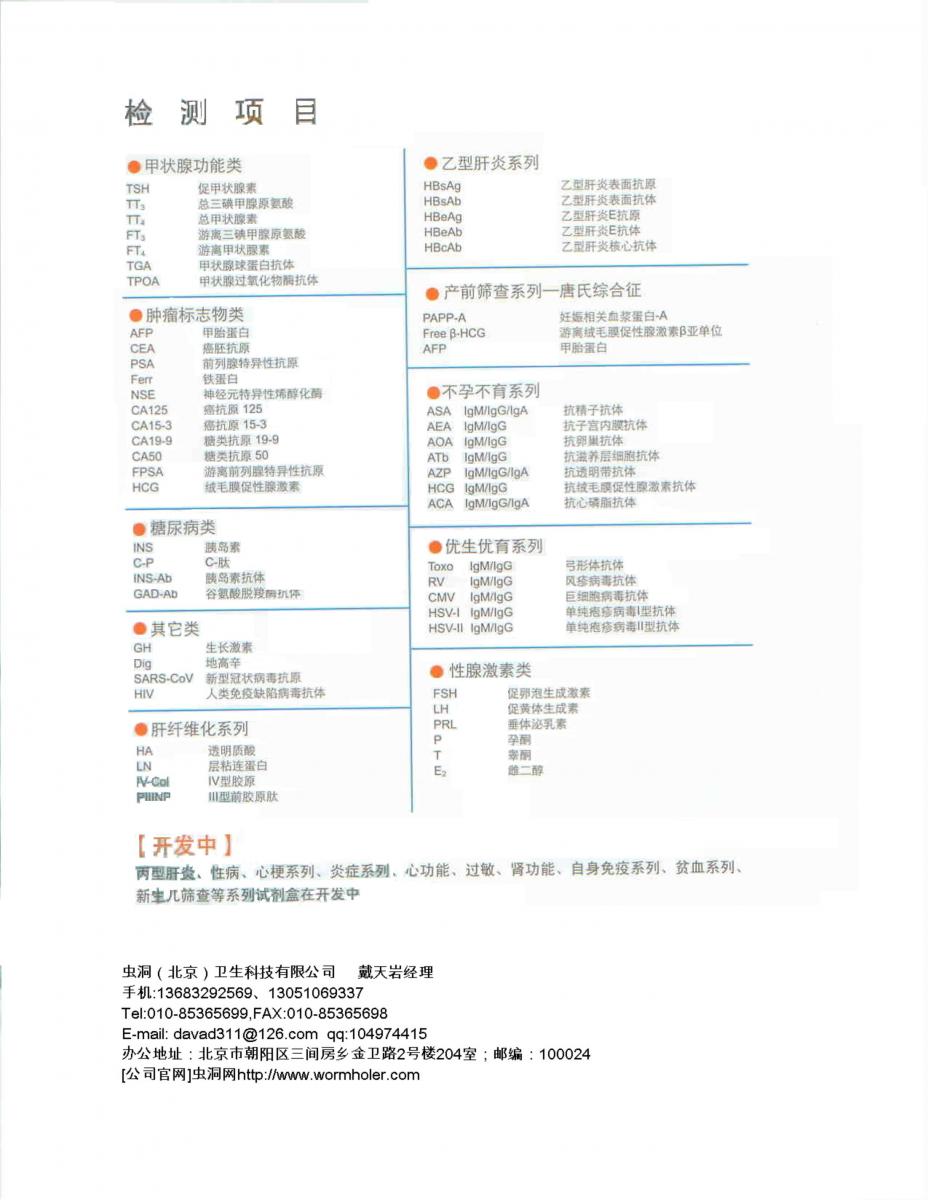 检测项目
●甲状腺功能类
TSH 促甲状腺素
TT₃ 总三碘甲腺原氨酸
TT₄ 总甲状腺素
FT₃ 游离三碘甲腺原氨酸
FT₄ 游离甲状腺素
TGA 甲状腺球蛋白抗体
TPOA 甲状腺过氧化物酶抗体
●肿瘤标志物类
AFP 甲胎蛋白
CEA 癌胚抗原
PSA 前列腺特异性抗原
Ferr 铁蛋白
NSE 神经元特异性烯醇化酶
CA125 癌抗原 125
CA15-3 癌抗原 15-3
CA19-9 糖类抗原 19-9
CA50 糖类抗原 50
FPSA 游离前列腺特异性抗原
HCG 绒毛膜促性腺激素
●糖尿病类
INS 胰岛素
C-P C-肽
INS-Ab 胰岛素抗体
GAD-Ab 谷氨酸脱羧酶抗体
●其它类
GH 生长激素
Dig 地高辛
SARS-CoV 新型冠状病毒抗原
HIV 人类免疫缺陷病毒抗体
●肝纤维化系列
HA 透明质酸
LN 层粘连蛋白
IV-Col IV型胶原
PIIINP III型前胶原肽
●乙型肝炎系列
HBsAg 乙型肝炎表面抗原
HBsAb 乙型肝炎表面抗体
HBeAg 乙型肝炎E抗原
HBeAb 乙型肝炎E抗体
HBcAb 乙型肝炎核心抗体
●产前筛查系列—唐氏综合征
PAPP-A 妊娠相关血浆蛋白-A
Free β-HCG 游离绒毛膜促性腺激素β亚单位
AFP 甲胎蛋白
●不孕不育系列
ASA IgM/IgG/IgA 抗精子抗体
AEA IgM/IgG 抗子宫内膜抗体
AOA IgM/IgG 抗卵巢抗体
ATb IgM/IgG 抗滋养层细胞抗体
AZP IgM/IgG/IgA 抗透明带抗体
HCG IgM/IgG 抗绒毛膜促性腺激素抗体
ACA IgM/IgG/IgA 抗心磷脂抗体
●优生优育系列
Toxo IgM/IgG 弓形体抗体
RV IgM/IgG 风疹病毒抗体
CMV IgM/IgG 巨细胞病毒抗体
HSV-I IgM/IgG 单纯疱疹病毒I型抗体
HSV-II IgM/IgG 单纯疱疹病毒II型抗体
●性腺激素类
FSH 促卵泡生成激素
LH 促黄体生成素
PRL 垂体泌乳素
P 孕酮
T 睾酮
E₂ 雌二醇
【开发中】
丙型肝炎、性病、心梗系列、炎症系列、心功能、过敏、肾功能、自身免疫系列、贫血系列、
新生儿筛查等系列试剂盒在开发中
虫洞（北京）卫生科技有限公司 戴天岩经理
手机:13683292569、13051069337
Tel:010-85365699,FAX:010-85365698
E-mail: davad311@126.com qq:104974415
办公地址：北京市朝阳区三间房乡金卫路2号楼204室；邮编：100024
[公司官网]虫洞网http://www.wormholer.com